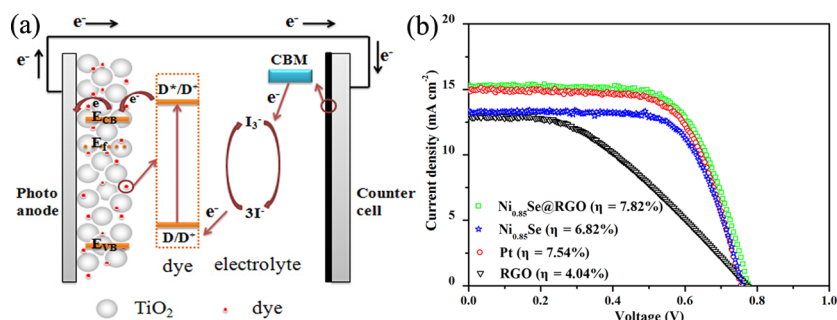 (a)
e⁻
e⁻
e⁻
e⁻
CBM
D*/D⁺
e⁻
e⁻
E_CB
e⁻
I₃⁻
E_f
Photo anode
Counter cell
3I⁻
e⁻
E_VB
D/D⁺
dye
electrolyte
TiO₂
dye
(b)
Current density (mA cm⁻²)
20
15
10
5
0
Ni₀.₈₅Se@RGO (η = 7.82%)
Ni₀.₈₅Se (η = 6.82%)
Pt (η = 7.54%)
RGO (η = 4.04%)
0.0 0.2 0.4 0.6 0.8 1.0
Voltage (V)